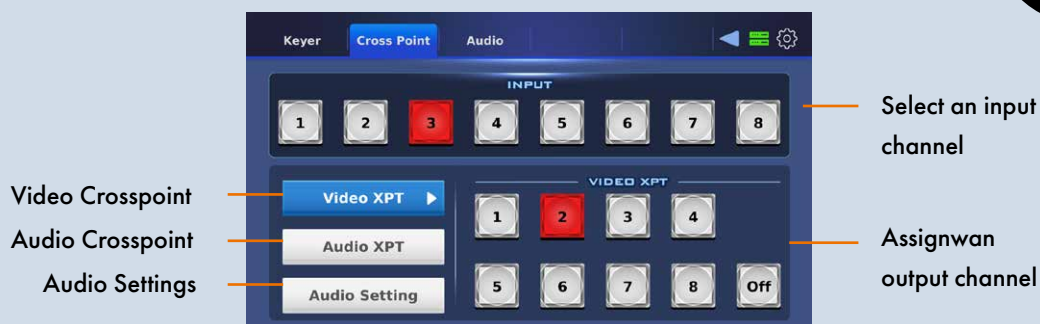 Keyer Cross Point Audio
INPUT
1 2 3 4 5 6 7 8
Select an input
channel
Video Crosspoint
Audio Crosspoint
Audio Settings
Video XPT
Audio XPT
Audio Setting
VIDEO XPT
1 2 3 4
5 6 7 8 Off
Assignwan
output channel